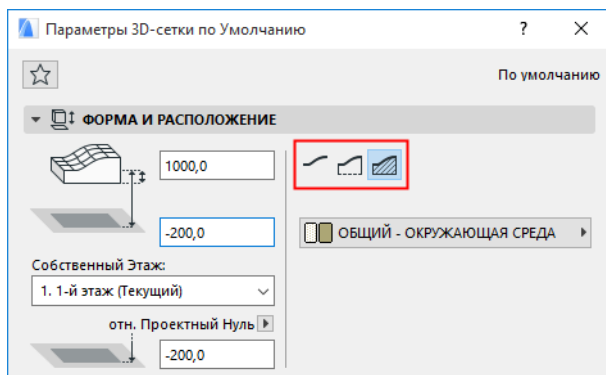 Параметры 3D-сетки по Умолчанию
?
По умолчанию
ФОРМА И РАСПОЛОЖЕНИЕ
1000,0
-200,0
ОБЩИЙ - ОКРУЖАЮЩАЯ СРЕДА
Собственный Этаж:
1. 1-й этаж (Текущий)
отн. Проектный Нуль
-200,0